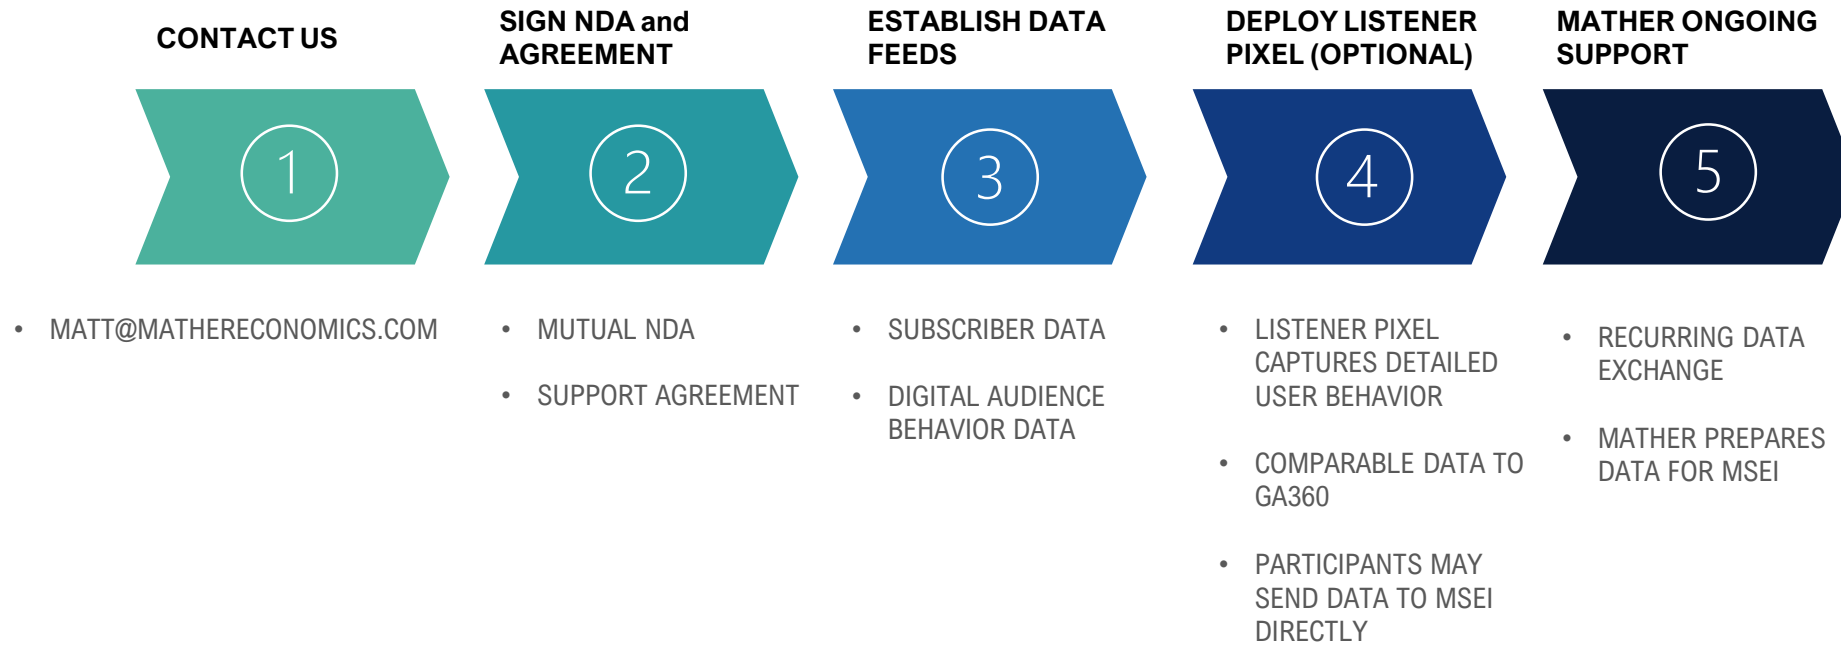 CONTACT US
SIGN NDA and
AGREEMENT
ESTABLISH DATA
FEEDS
DEPLOY LISTENER
PIXEL (OPTIONAL)
MATHER ONGOING
SUPPORT
1
2
3
4
5
• MATT@MATHERECONOMICS.COM
• MUTUAL NDA
• SUPPORT AGREEMENT
• SUBSCRIBER DATA
• DIGITAL AUDIENCE
BEHAVIOR DATA
• LISTENER PIXEL
CAPTURES DETAILED
USER BEHAVIOR
• COMPARABLE DATA TO
GA360
• PARTICIPANTS MAY
SEND DATA TO MSEI
DIRECTLY
• RECURRING DATA
EXCHANGE
• MATHER PREPARES
DATA FOR MSEI